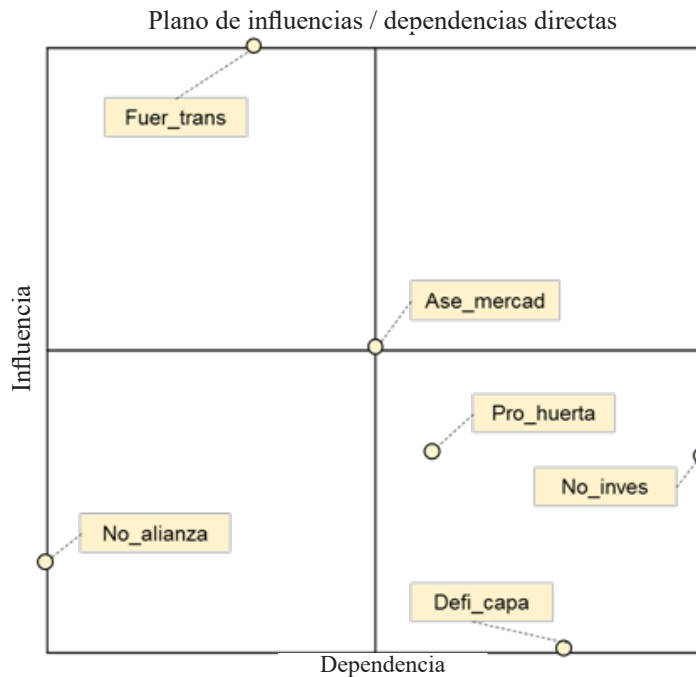 Plano de influencias / dependencias directas
Fuer_trans
Ase_mercad
Influencia
Pro_huerta
No_inves
No_alianza
Defi_capa
Dependencia